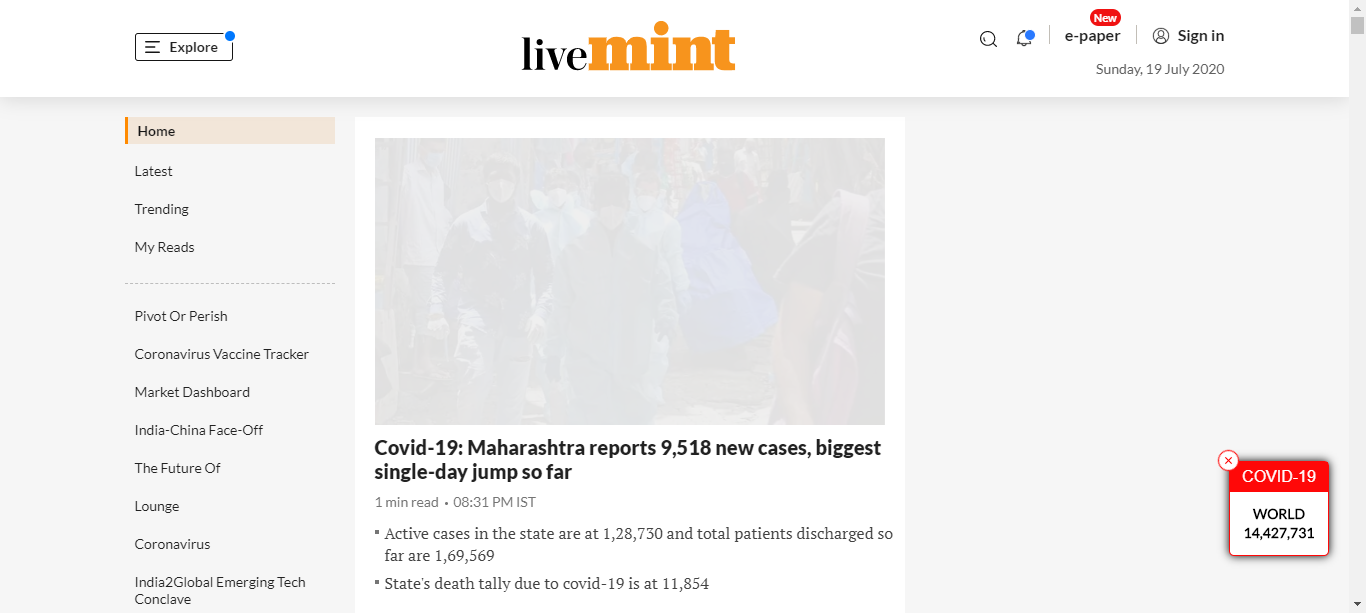 Explore
livemint
New
e-paper
Sign in
Sunday, 19 July 2020
Home
Latest
Trending
My Reads
Pivot Or Perish
Coronavirus Vaccine Tracker
Market Dashboard
India-China Face-Off
The Future Of
Lounge
Coronavirus
India2Global Emerging Tech
Conclave
Covid-19: Maharashtra reports 9,518 new cases, biggest
single-day jump so far
1 min read • 08:31 PM IST
Active cases in the state are at 1,28,730 and total patients discharged so
far are 1,69,569
State's death tally due to covid-19 is at 11,854
COVID-19
WORLD
14,427,731